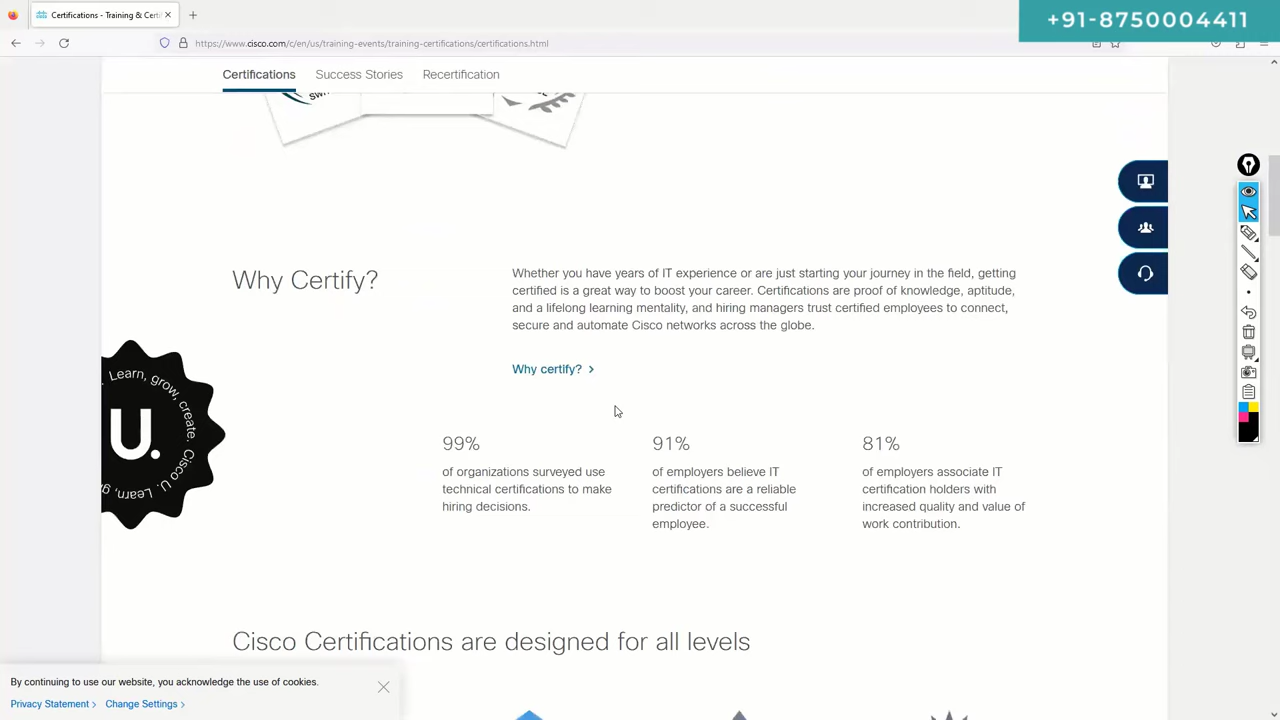 Certifications - Training & Certifi
+91-8750004411
https://www.cisco.com/c/en/us/training-events/training-certifications/certifications.html
Certifications Success Stories Recertification
Why Certify?
Whether you have years of IT experience or are just starting your journey in the field, getting
certified is a great way to boost your career. Certifications are proof of knowledge, aptitude,
and a lifelong learning mentality, and hiring managers trust certified employees to connect,
secure and automate Cisco networks across the globe.
Why certify?
Learn, grow, create.
U.
Cisco U. Learn,
99% 91% 81%
of organizations surveyed use of employers believe IT of employers associate IT
technical certifications to make certifications are a reliable certification holders with
hiring decisions. predictor of a successful increased quality and value of
employee. work contribution.
Cisco Certifications are designed for all levels
By continuing to use our website, you acknowledge the use of cookies.
Privacy Statement Change Settings